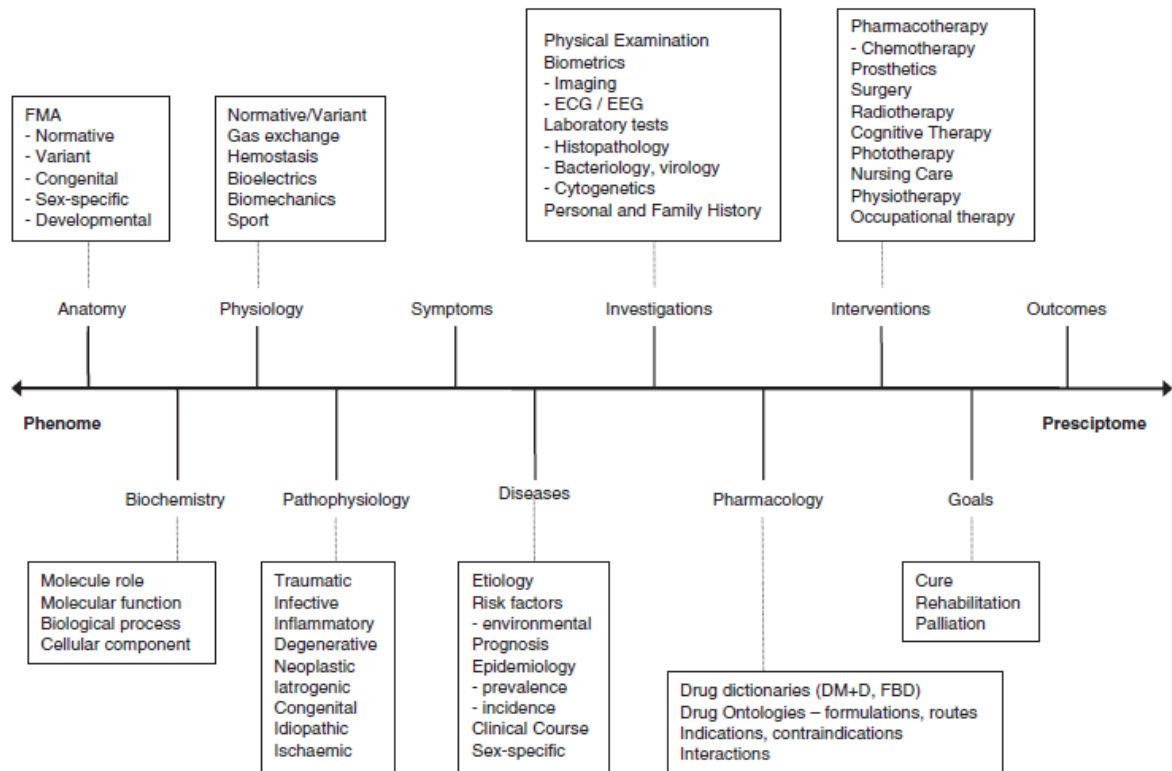 FMA
- Normative
- Variant
- Congenital
- Sex-specific
- Developmental
Normative/Variant
Gas exchange
Hemostasis
Bioelectrics
Biomechanics
Sport
Physical Examination
Biometrics
- Imaging
- ECG / EEG
Laboratory tests
- Histopathology
- Bacteriology, virology
- Cytogenetics
Personal and Family History
Pharmacotherapy
- Chemotherapy
Prosthetics
Surgery
Radiotherapy
Cognitive Therapy
Phototherapy
Nursing Care
Physiotherapy
Occupational therapy
Anatomy
Physiology
Symptoms
Investigations
Interventions
Outcomes
Phenome
Presciptome
Biochemistry
Pathophysiology
Diseases
Pharmacology
Goals
Molecule role
Molecular function
Biological process
Cellular component
Traumatic
Infective
Inflammatory
Degenerative
Neoplastic
Iatrogenic
Congenital
Idiopathic
Ischaemic
Etiology
Risk factors
- environmental
Prognosis
Epidemiology
- prevalence
- incidence
Clinical Course
Sex-specific
Drug dictionaries (DM+D, FBD)
Drug Ontologies – formulations, routes
Indications, contraindications
Interactions
Cure
Rehabilitation
Palliation